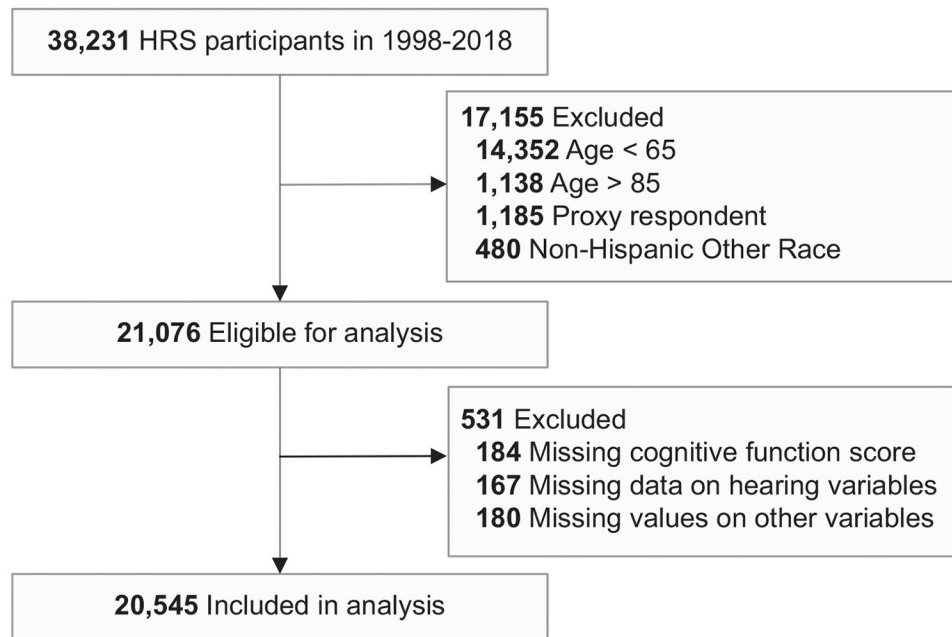 38,231 HRS participants in 1998-2018
17,155 Excluded
14,352 Age < 65
1,138 Age > 85
1,185 Proxy respondent
480 Non-Hispanic Other Race
21,076 Eligible for analysis
531 Excluded
184 Missing cognitive function score
167 Missing data on hearing variables
180 Missing values on other variables
20,545 Included in analysis